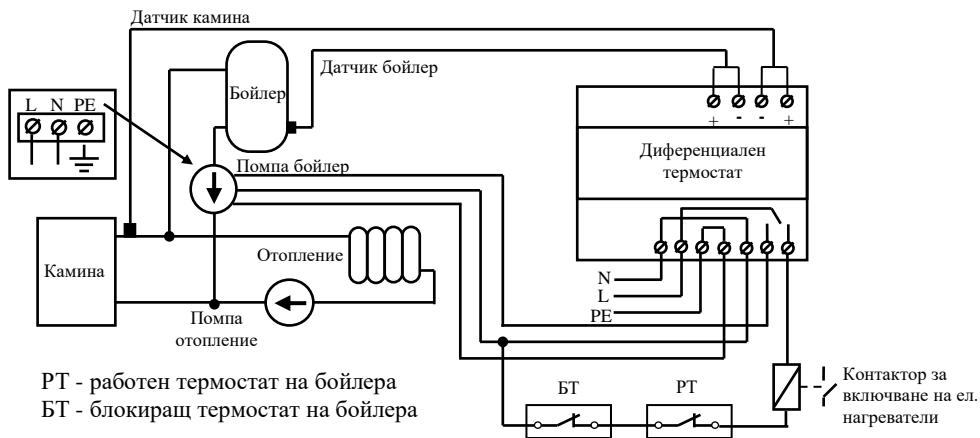 Датчик камина
Датчик бойлер
Бойлер
L N PE
+ - - +
Диференциален
термостат
Помпа бойлер
Камина
Отопление
N
L
PE
Помпа
отопление
РТ - работен термостат на бойлера
БТ - блокиращ термостат на бойлера
БТ
РТ
Контактор за
включване на ел.
нагреватели